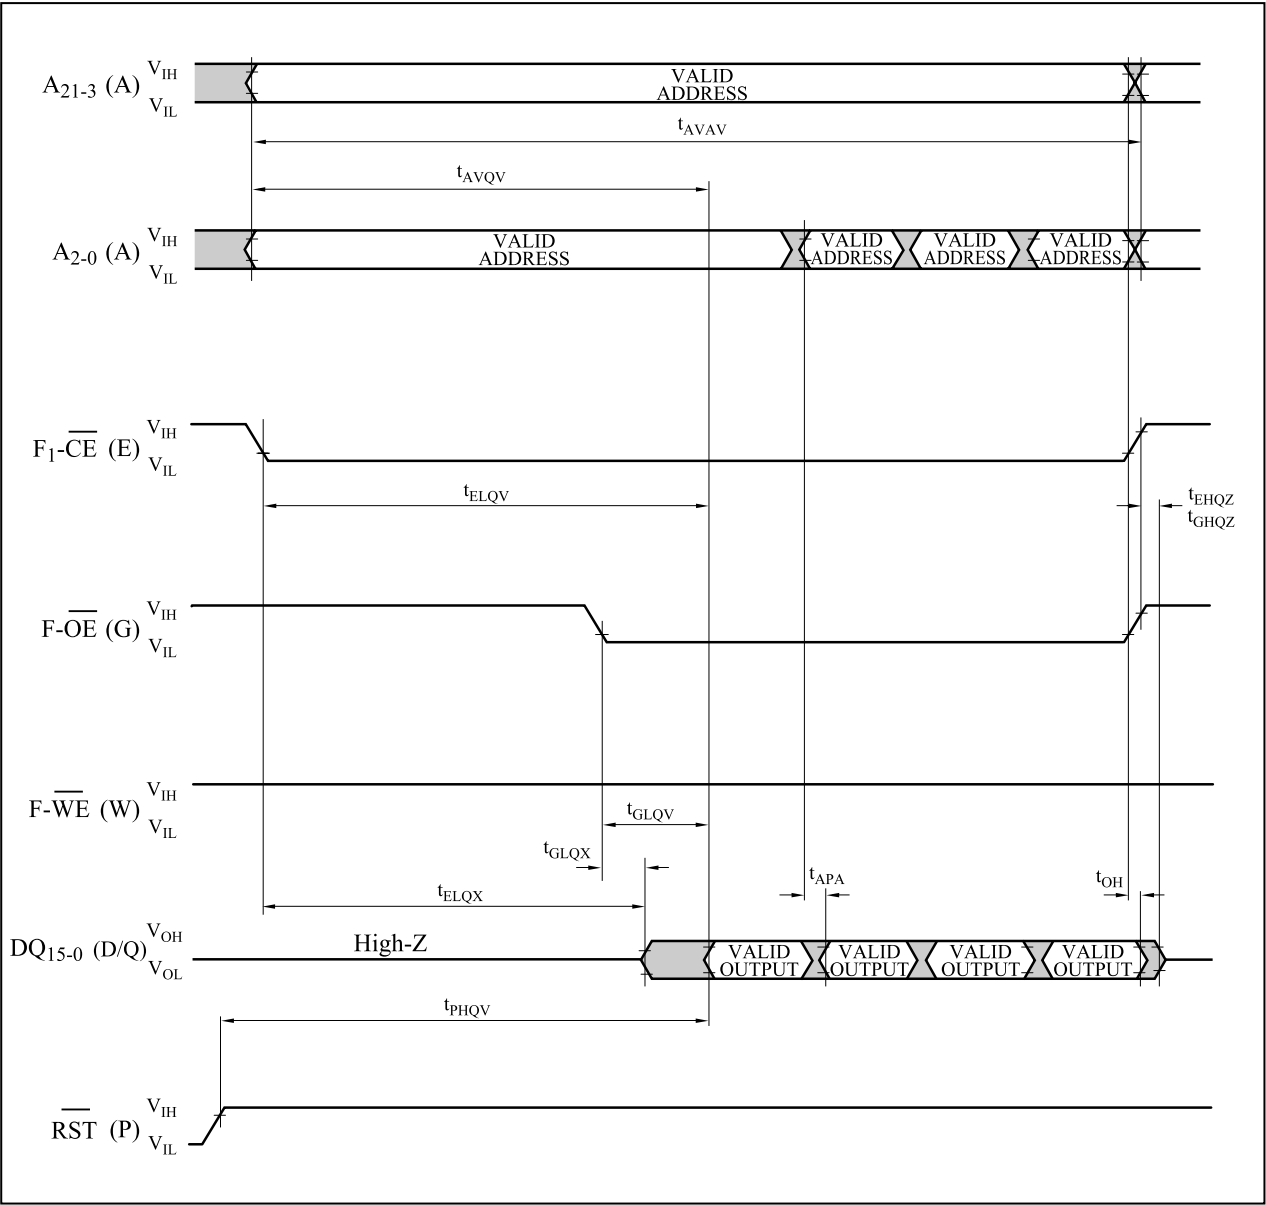 A21-3 (A) VIH VIL VALID ADDRESS
tAVAV
tAVQV
A2-0 (A) VIH VIL VALID ADDRESS VALID ADDRESS VALID ADDRESS VALID ADDRESS
F1-CE (E) VIH VIL
tELQV
tEHQZ
tGHQZ
F-OE (G) VIH VIL
F-WE (W) VIH VIL
tGLQV
tGLQX
tAPA
tOH
tELQX
DQ15-0 (D/Q) VOH VOL High-Z VALID OUTPUT VALID OUTPUT VALID OUTPUT VALID OUTPUT
tPHQV
RST (P) VIH VIL